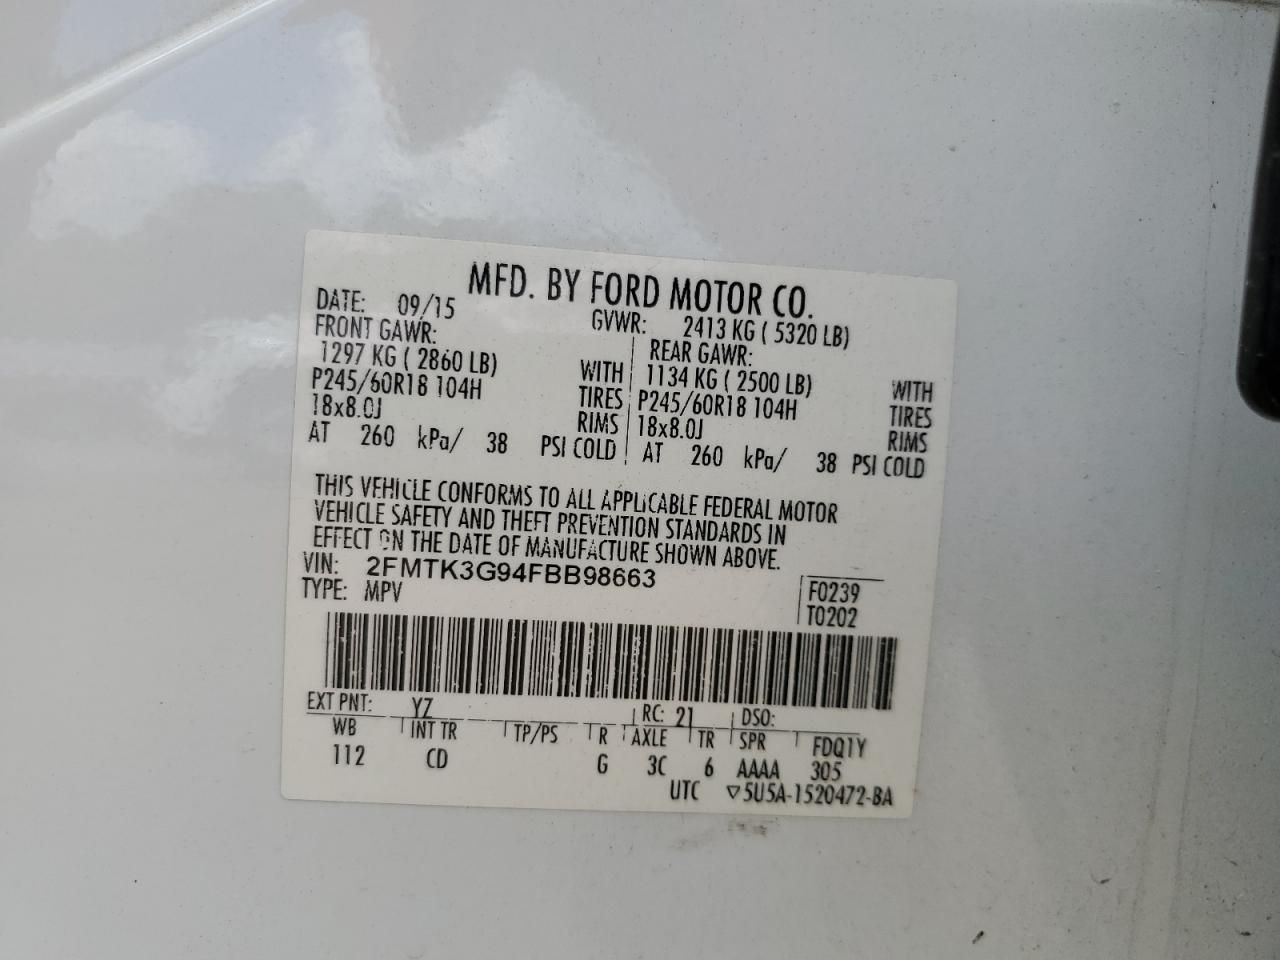 MFD. BY FORD MOTOR CO.
DATE: 09/15 GVWR: 2413 KG ( 5320 LB)
FRONT GAWR: REAR GAWR:
1297 KG ( 2860 LB) WITH 1134 KG ( 2500 LB) WITH
P245/60R18 104H TIRES P245/60R18 104H TIRES
18x8.0J RIMS 18x8.0J RIMS
AT 260 kPa/ 38 PSI COLD AT 260 kPa/ 38 PSI COLD
THIS VEHICLE CONFORMS TO ALL APPLICABLE FEDERAL MOTOR
VEHICLE SAFETY AND THEFT PREVENTION STANDARDS IN
EFFECT ON THE DATE OF MANUFACTURE SHOWN ABOVE.
VIN: 2FMTK3G94FBB98663
TYPE: MPV
F0239
T0202
EXT PNT: YZ RC: 21 DSO:
WB INT TR TP/PS R AXLE TR SPR FDQ1Y
112 CD G 3C 6 AAAA 305
UTC ▽5U5A-1520472-BA